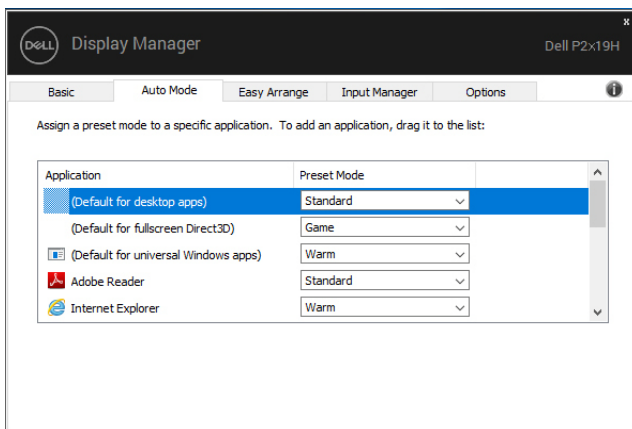 x
DELL Display Manager Dell P2x19H
Basic Auto Mode Easy Arrange Input Manager Options i
Assign a preset mode to a specific application. To add an application, drag it to the list:
Application Preset Mode
(Default for desktop apps) Standard
(Default for fullscreen Direct3D) Game
(Default for universal Windows apps) Warm
Adobe Reader Standard
Internet Explorer Warm